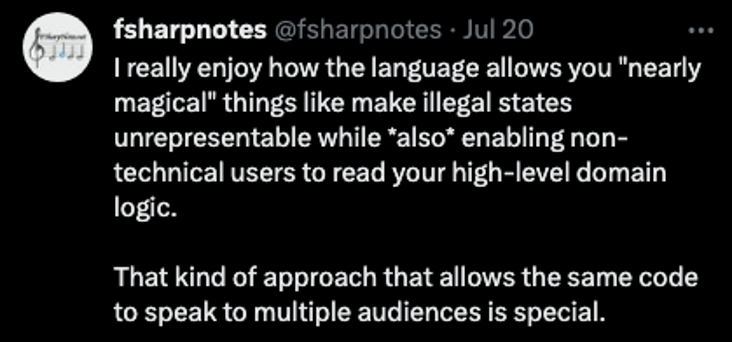 fsharpnotes @fsharpnotes · Jul 20
I really enjoy how the language allows you "nearly
magical" things like make illegal states
unrepresentable while *also* enabling non-
technical users to read your high-level domain
logic.
That kind of approach that allows the same code
to speak to multiple audiences is special.